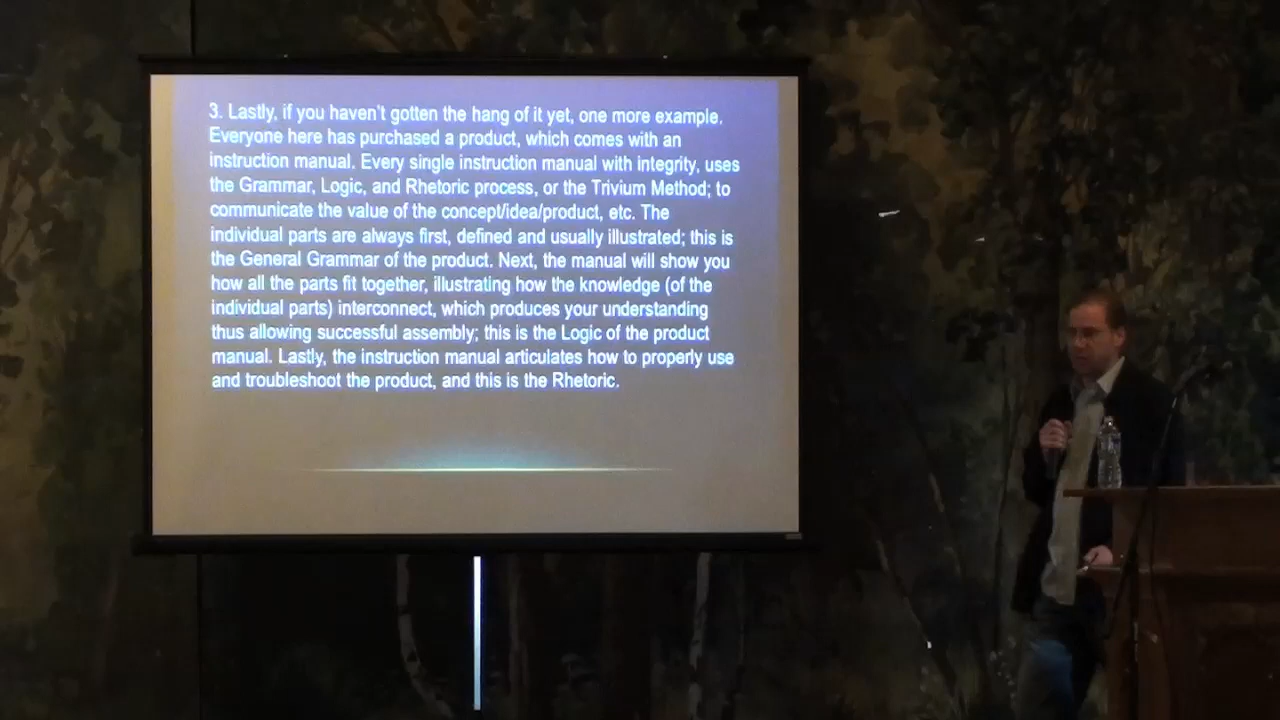 3. Lastly, if you haven't gotten the hang of it yet, one more example.
Everyone here has purchased a product, which comes with an
instruction manual. Every single instruction manual with integrity, uses
the Grammar, Logic, and Rhetoric process, or the Trivium Method; to
communicate the value of the concept/idea/product, etc. The
individual parts are always first, defined and usually illustrated; this is
the General Grammar of the product. Next, the manual will show you
how all the parts fit together, illustrating how the knowledge (of the
individual parts) interconnect, which produces your understanding
thus allowing successful assembly; this is the Logic of the product
manual. Lastly, the instruction manual articulates how to properly use
and troubleshoot the product, and this is the Rhetoric.